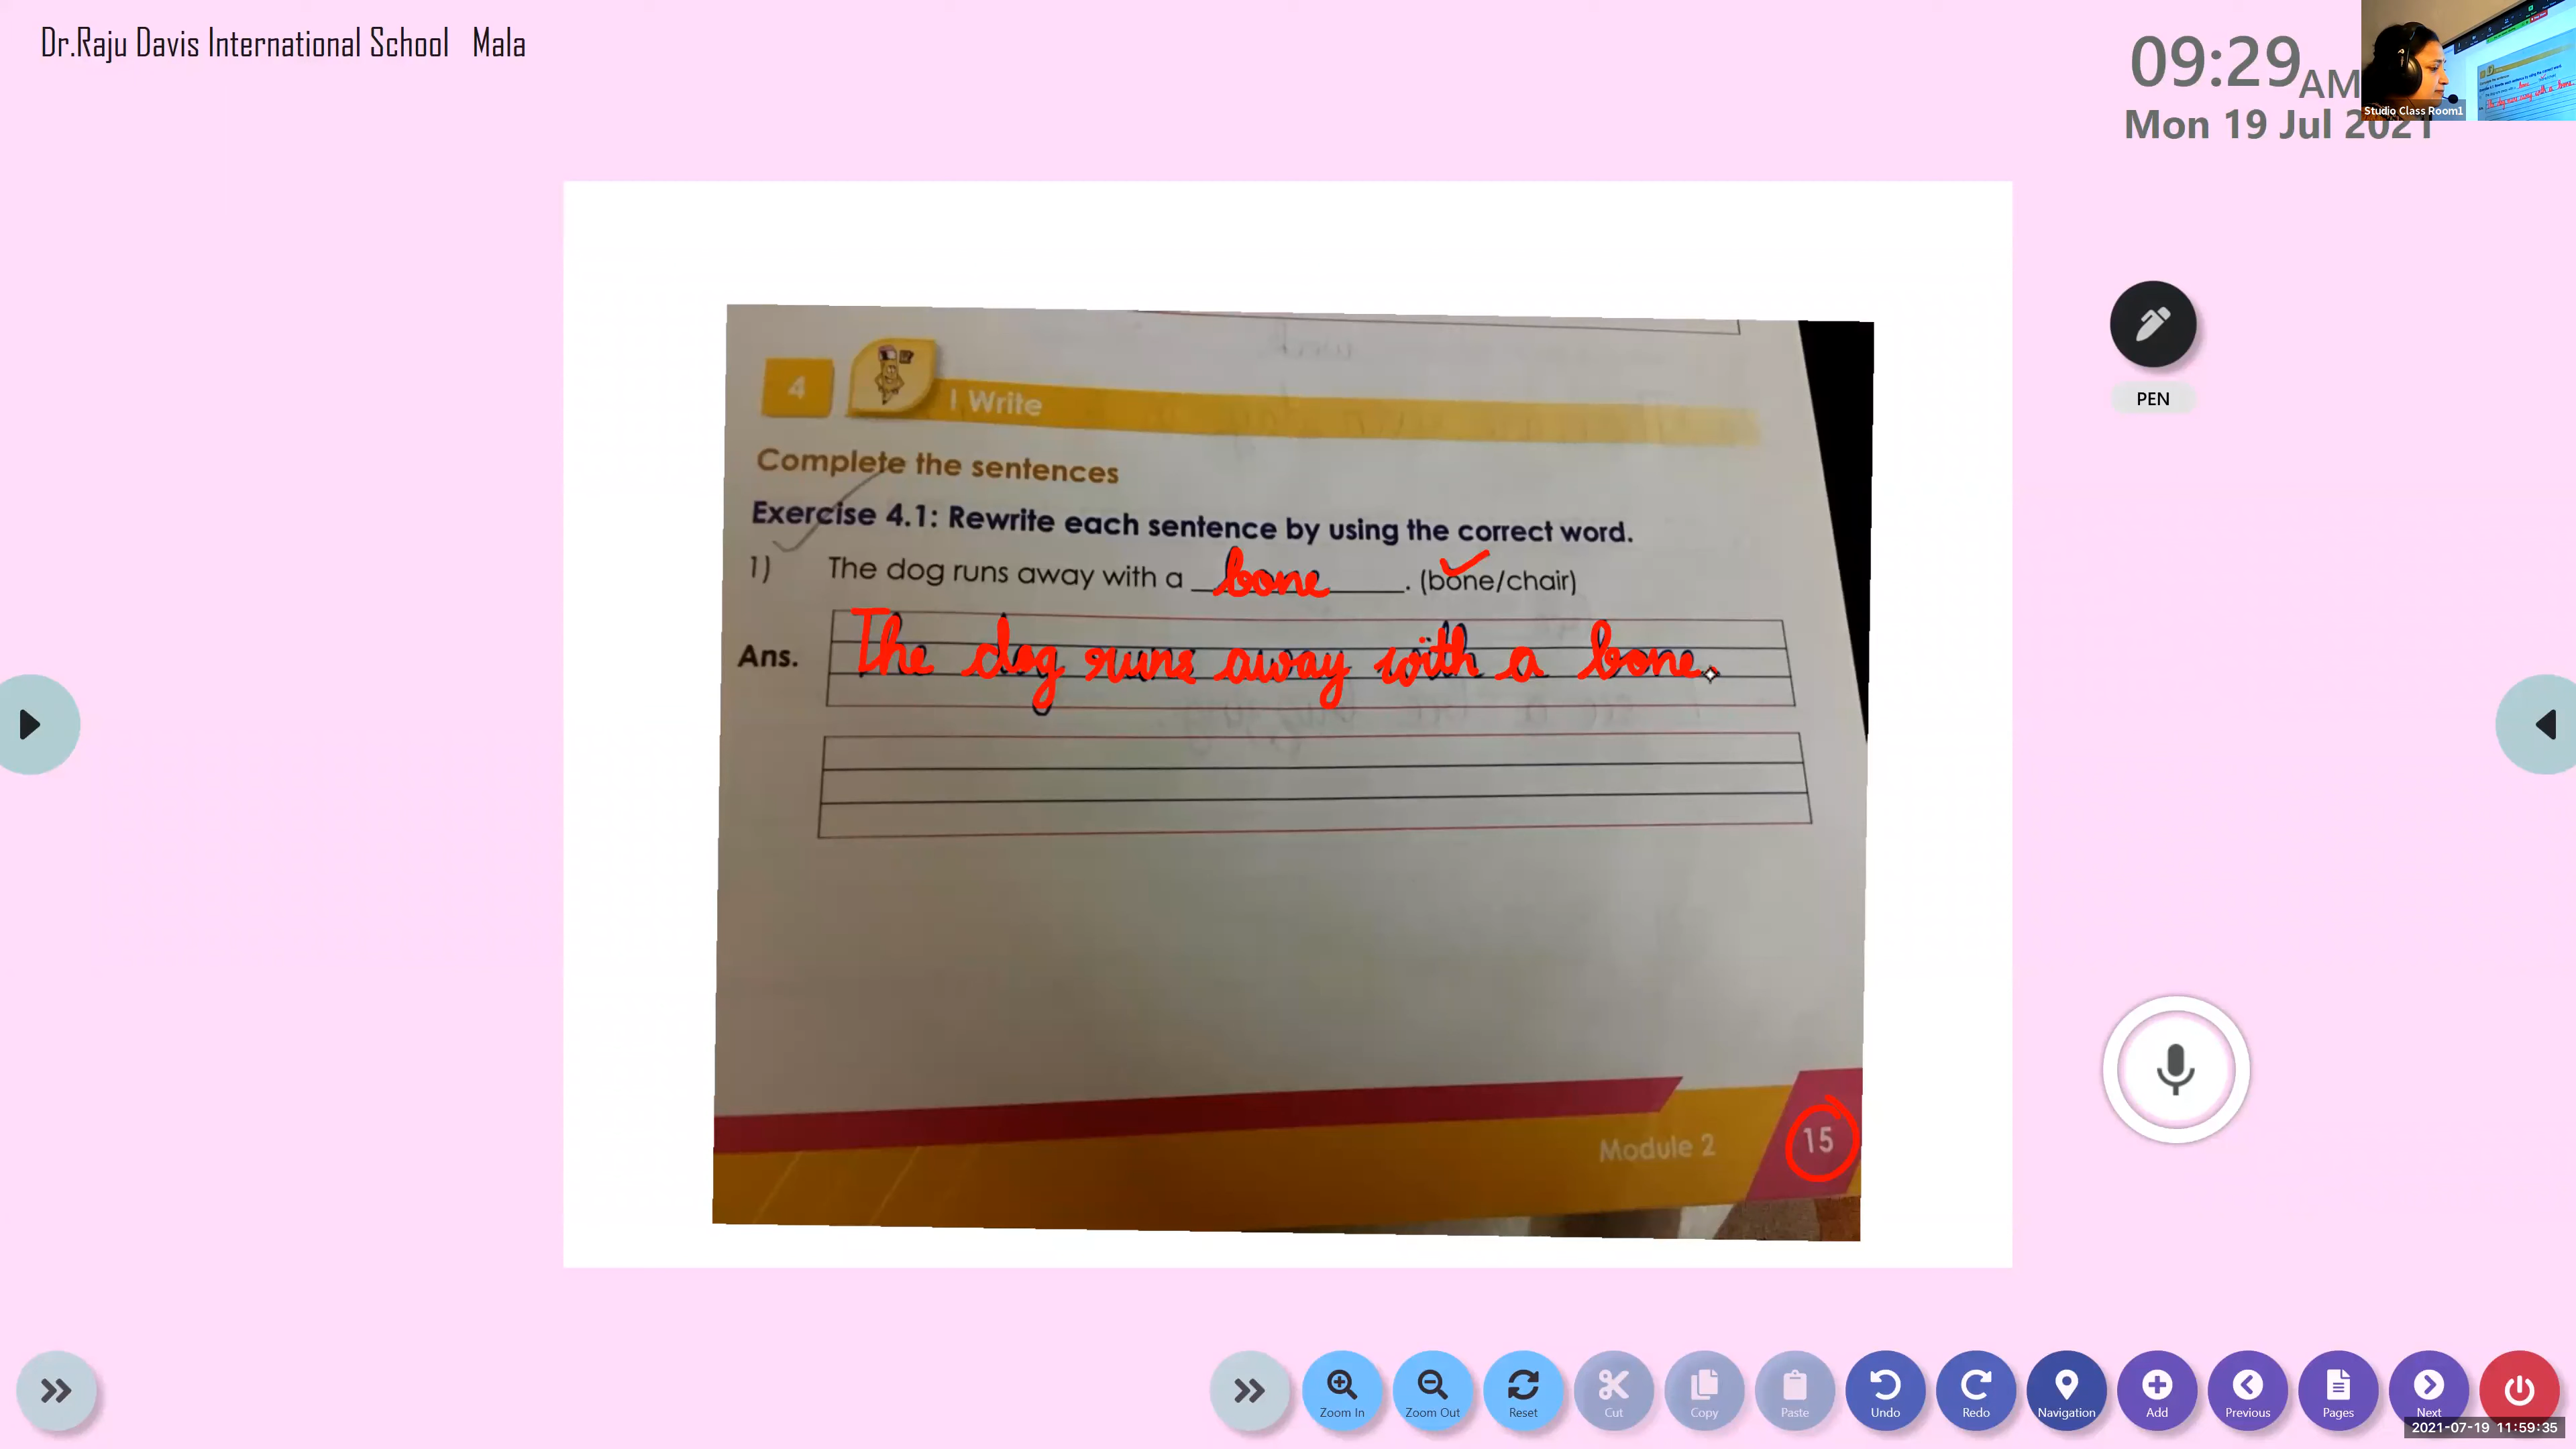 Dr.Raju Davis International School Mala
09:29 AM
Mon 19 Jul 2021
Studio Class Room1
PEN
4 I Write
Complete the sentences
Exercise 4.1: Rewrite each sentence by using the correct word.
1) The dog runs away with a bone. (bone/chair)
Ans. The dog runs away with a bone.
Module 2 15
Zoom In Zoom Out Reset Cut Copy Paste Undo Redo Navigation Add Previous Pages Next
2021-07-19 11:59:35